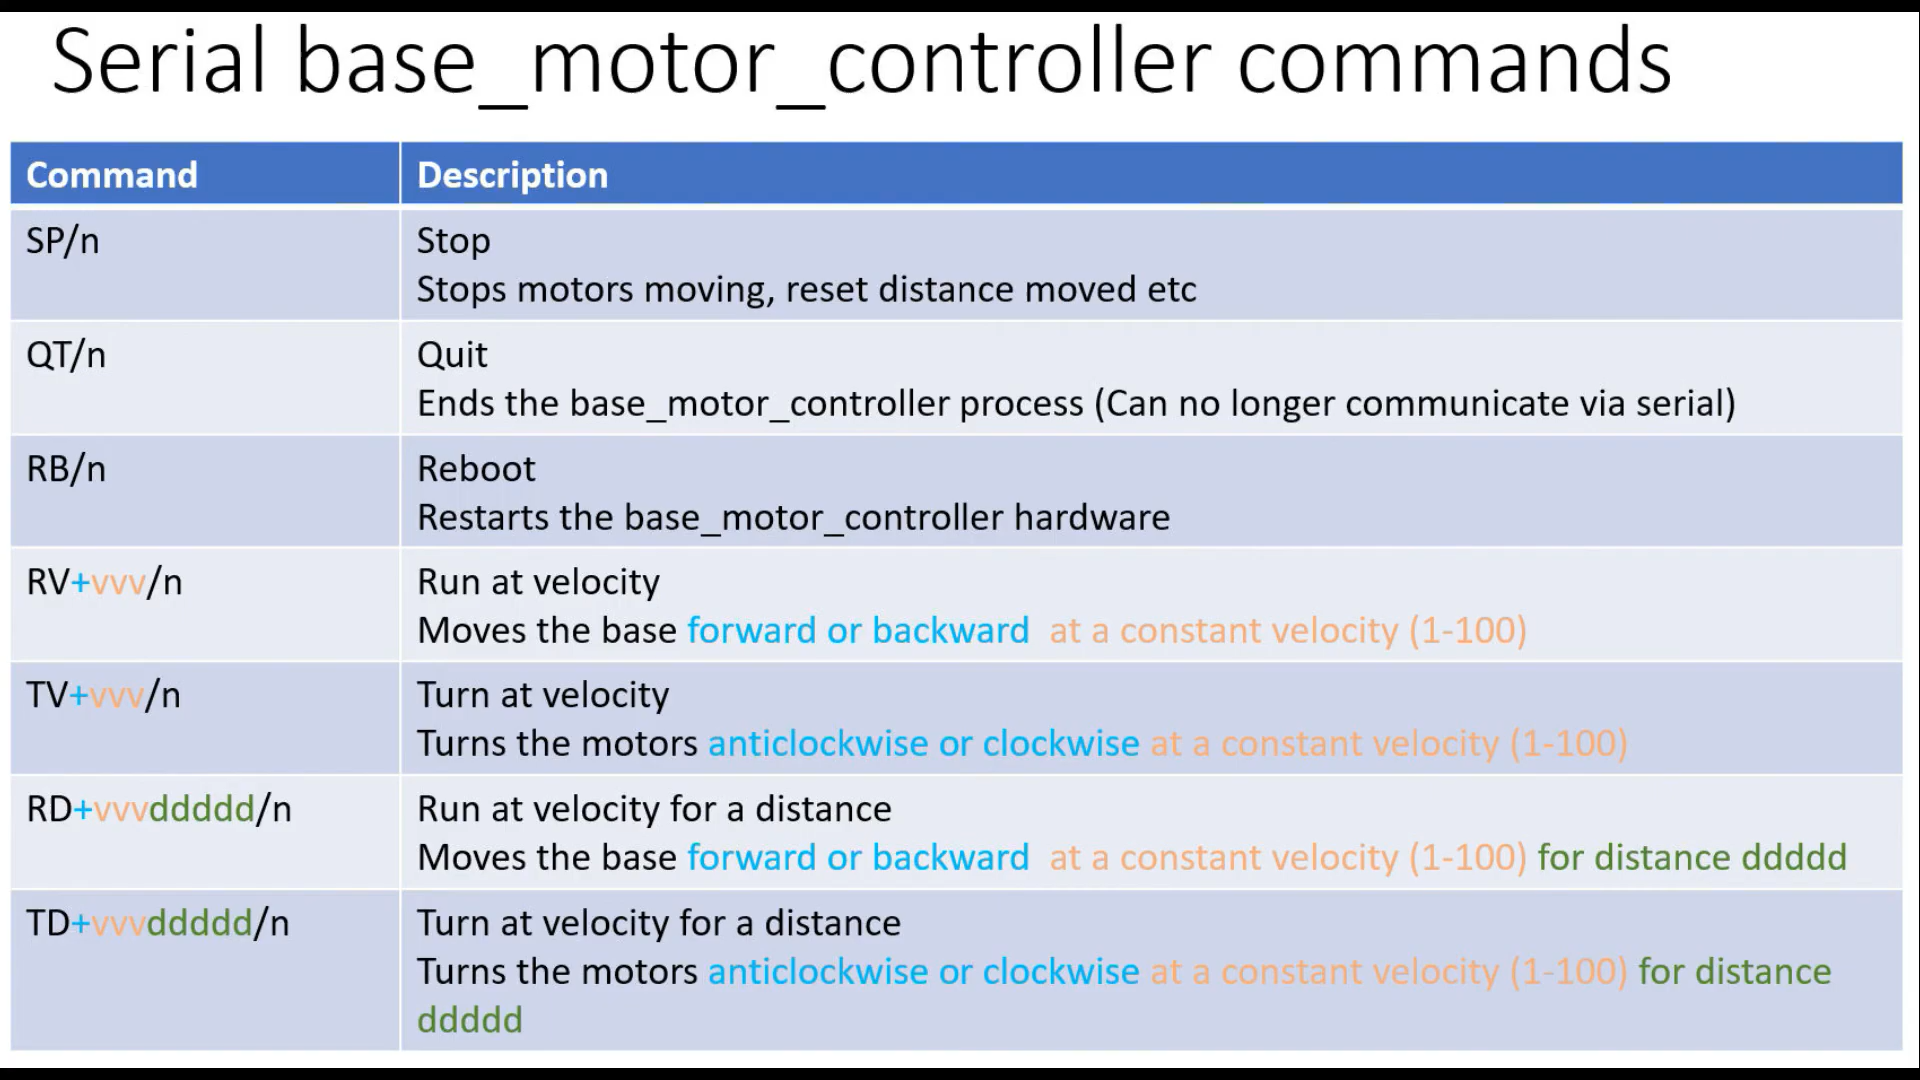 Serial base_motor_controller commands
Command
Description
SP/n
Stop
Stops motors moving, reset distance moved etc
QT/n
Quit
Ends the base_motor_controller process (Can no longer communicate via serial)
RB/n
Reboot
Restarts the base_motor_controller hardware
RV+vvv/n
Run at velocity
Moves the base forward or backward at a constant velocity (1-100)
TV+vvv/n
Turn at velocity
Turns the motors anticlockwise or clockwise at a constant velocity (1-100)
RD+vvvddddd/n
Run at velocity for a distance
Moves the base forward or backward at a constant velocity (1-100) for distance ddddd
TD+vvvddddd/n
Turn at velocity for a distance
Turns the motors anticlockwise or clockwise at a constant velocity (1-100) for distance
ddddd